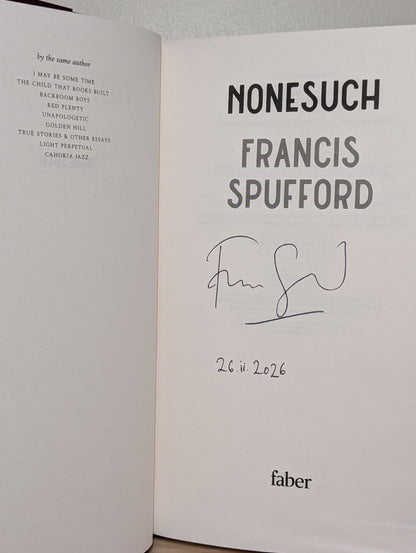 by the same author
I MAY BE SOME TIME
THE CHILD THAT BOOKS BUILT
BACKROOM BOYS
RED PLENTY
UNAPOLOGETIC
GOLDEN HILL
TRUE STORIES & OTHER ESSAYS
LIGHT PERPETUAL
CAHOKIA JAZZ
NONESUCH
FRANCIS
SPUFFORD
26.ii.2026
faber